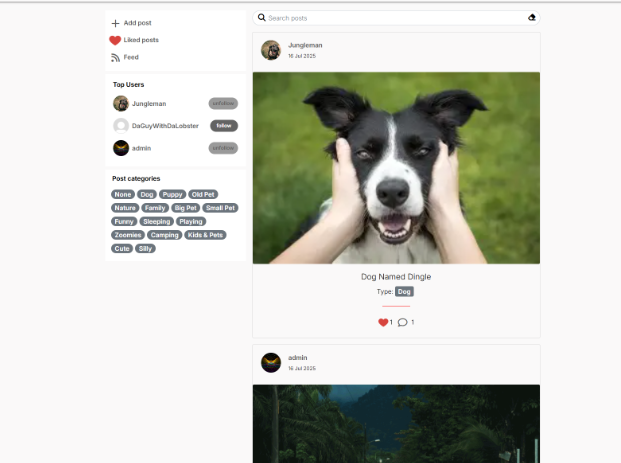 Add post
Liked posts
Feed
Top Users
Jungleman unfollow
DaGuyWithDaLobster follow
admin unfollow
Post categories
None Dog Puppy Old Pet
Nature Family Big Pet Small Pet
Funny Sleeping Playing
Zoomies Camping Kids & Pets
Cute Silly
Search posts
Jungleman
16 Jul 2025
Dog Named Dingle
Type: Dog
1 1
admin
16 Jul 2025